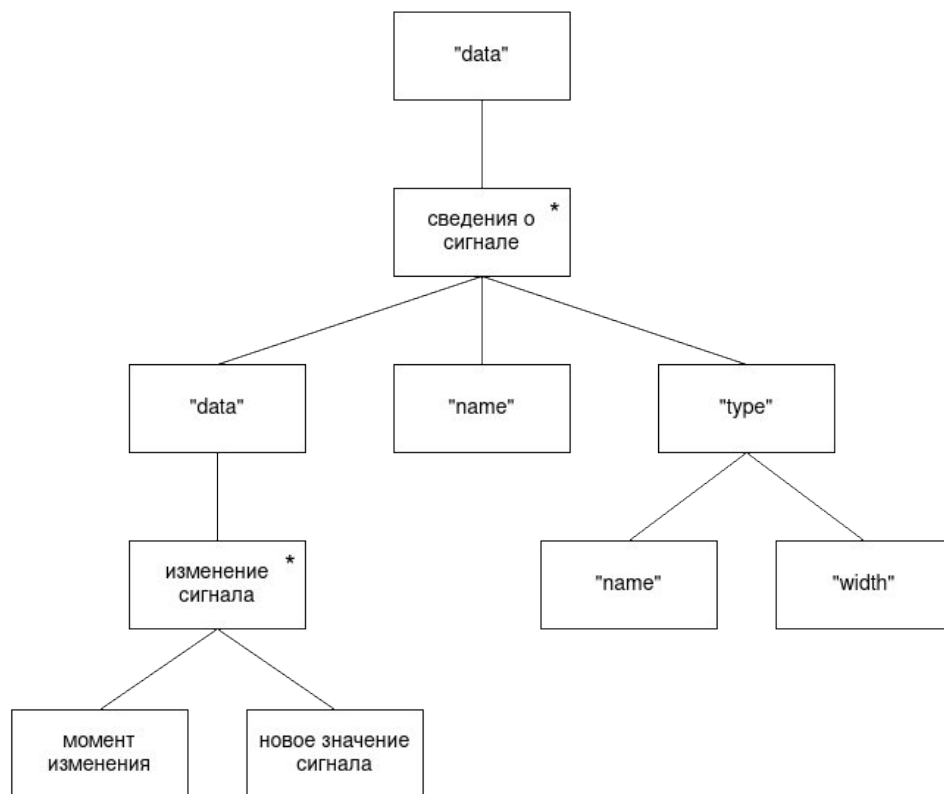 "data"
*
сведения о
сигнале
"data"
"name"
"type"
*
изменение
сигнала
"name"
"width"
момент
изменения
новое значение
сигнала